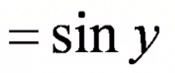 = sin y